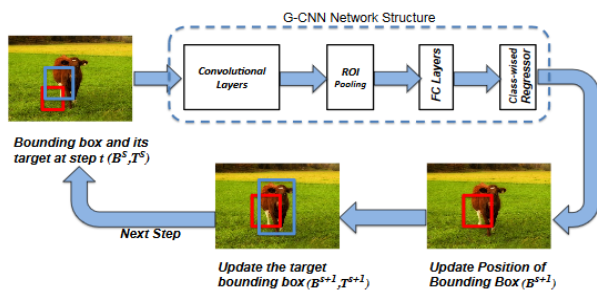 G-CNN Network Structure
Convolutional
Layers
ROI
Pooling
FC Layers
Class-wised
Regressor
Bounding box and its
target at step t (B^s,T^s)
Next Step
Update the target
bounding box (B^{s+1},T^{s+1})
Update Position of
Bounding Box (B^{s+1})